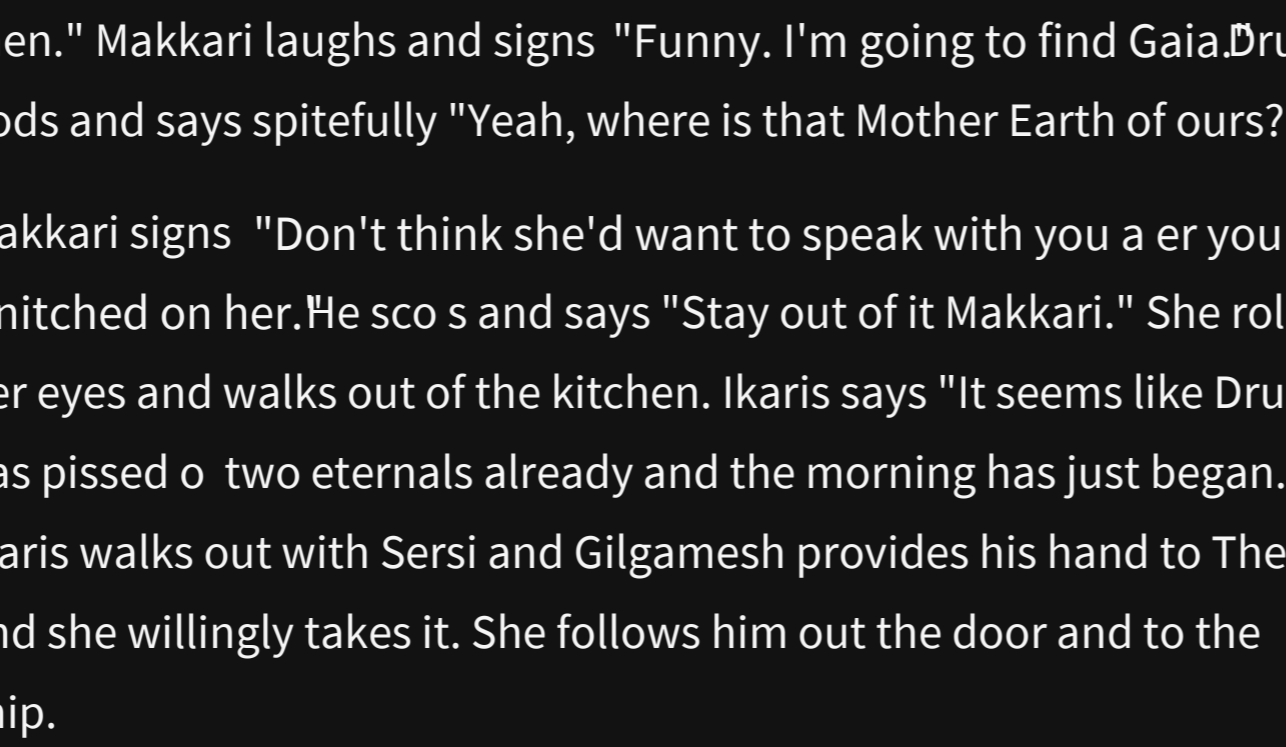 en." Makkari laughs and signs "Funny. I'm going to find Gaia." Dru
ods and says spitefully "Yeah, where is that Mother Earth of ours?
akkari signs "Don't think she'd want to speak with you a er you
nitched on her." He sco s and says "Stay out of it Makkari." She rol
er eyes and walks out of the kitchen. Ikaris says "It seems like Dru
as pissed o two eternals already and the morning has just began.
aris walks out with Sersi and Gilgamesh provides his hand to The
nd she willingly takes it. She follows him out the door and to the
hip.